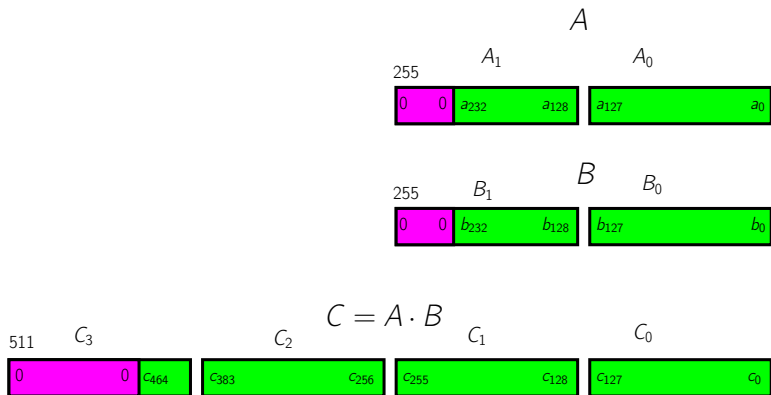 A
A₁ A₀
255
0 0 a₂₃₂ a₁₂₈ a₁₂₇ a₀
B
B₁ B₀
255
0 0 b₂₃₂ b₁₂₈ b₁₂₇ b₀
C = A · B
511 C₃ C₂ C₁ C₀
0 0 c₄₆₄ c₃₈₃ c₂₅₆ c₂₅₅ c₁₂₈ c₁₂₇ c₀